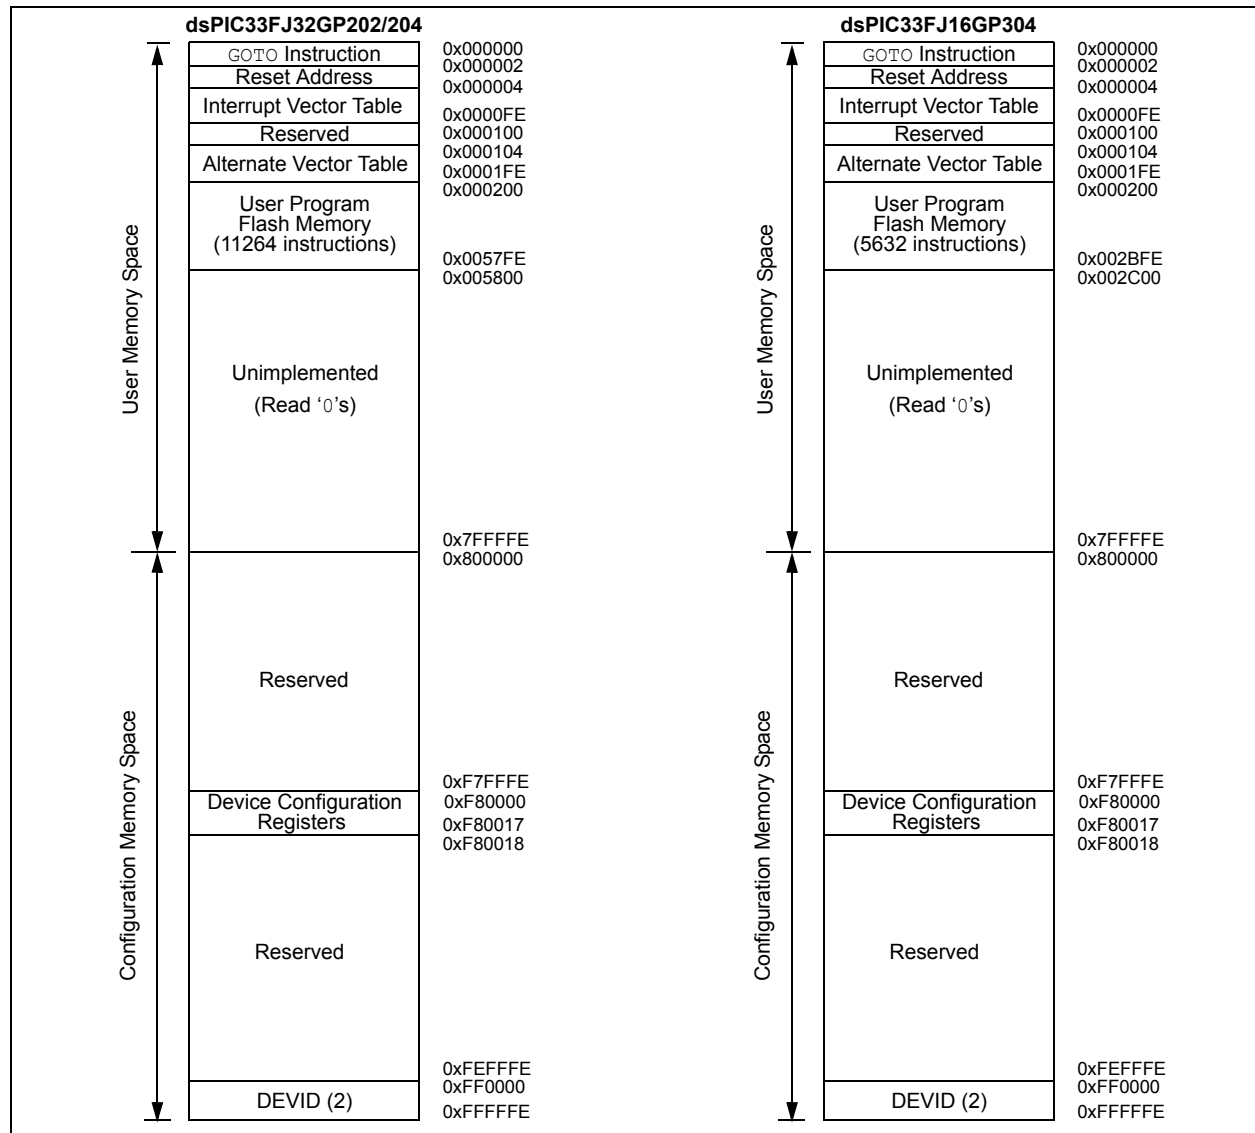 dsPIC33FJ32GP202/204
GOTO Instruction
Reset Address
Interrupt Vector Table
Reserved
Alternate Vector Table
User Program
Flash Memory
(11264 instructions)
Unimplemented
(Read ‘0’s)
Reserved
Device Configuration
Registers
Reserved
DEVID (2)
0x000000
0x000002
0x000004
0x0000FE
0x000100
0x000104
0x0001FE
0x000200
0x0057FE
0x005800
0x7FFFFE
0x800000
0xF7FFFE
0xF80000
0xF80017
0xF80018
0xFEFFFE
0xFF0000
0xFFFFFE
User Memory Space
Configuration Memory Space
dsPIC33FJ16GP304
GOTO Instruction
Reset Address
Interrupt Vector Table
Reserved
Alternate Vector Table
User Program
Flash Memory
(5632 instructions)
Unimplemented
(Read ‘0’s)
Reserved
Device Configuration
Registers
Reserved
DEVID (2)
0x000000
0x000002
0x000004
0x0000FE
0x000100
0x000104
0x0001FE
0x000200
0x002BFE
0x002C00
0x7FFFFE
0x800000
0xF7FFFE
0xF80000
0xF80017
0xF80018
0xFEFFFE
0xFF0000
0xFFFFFE
User Memory Space
Configuration Memory Space